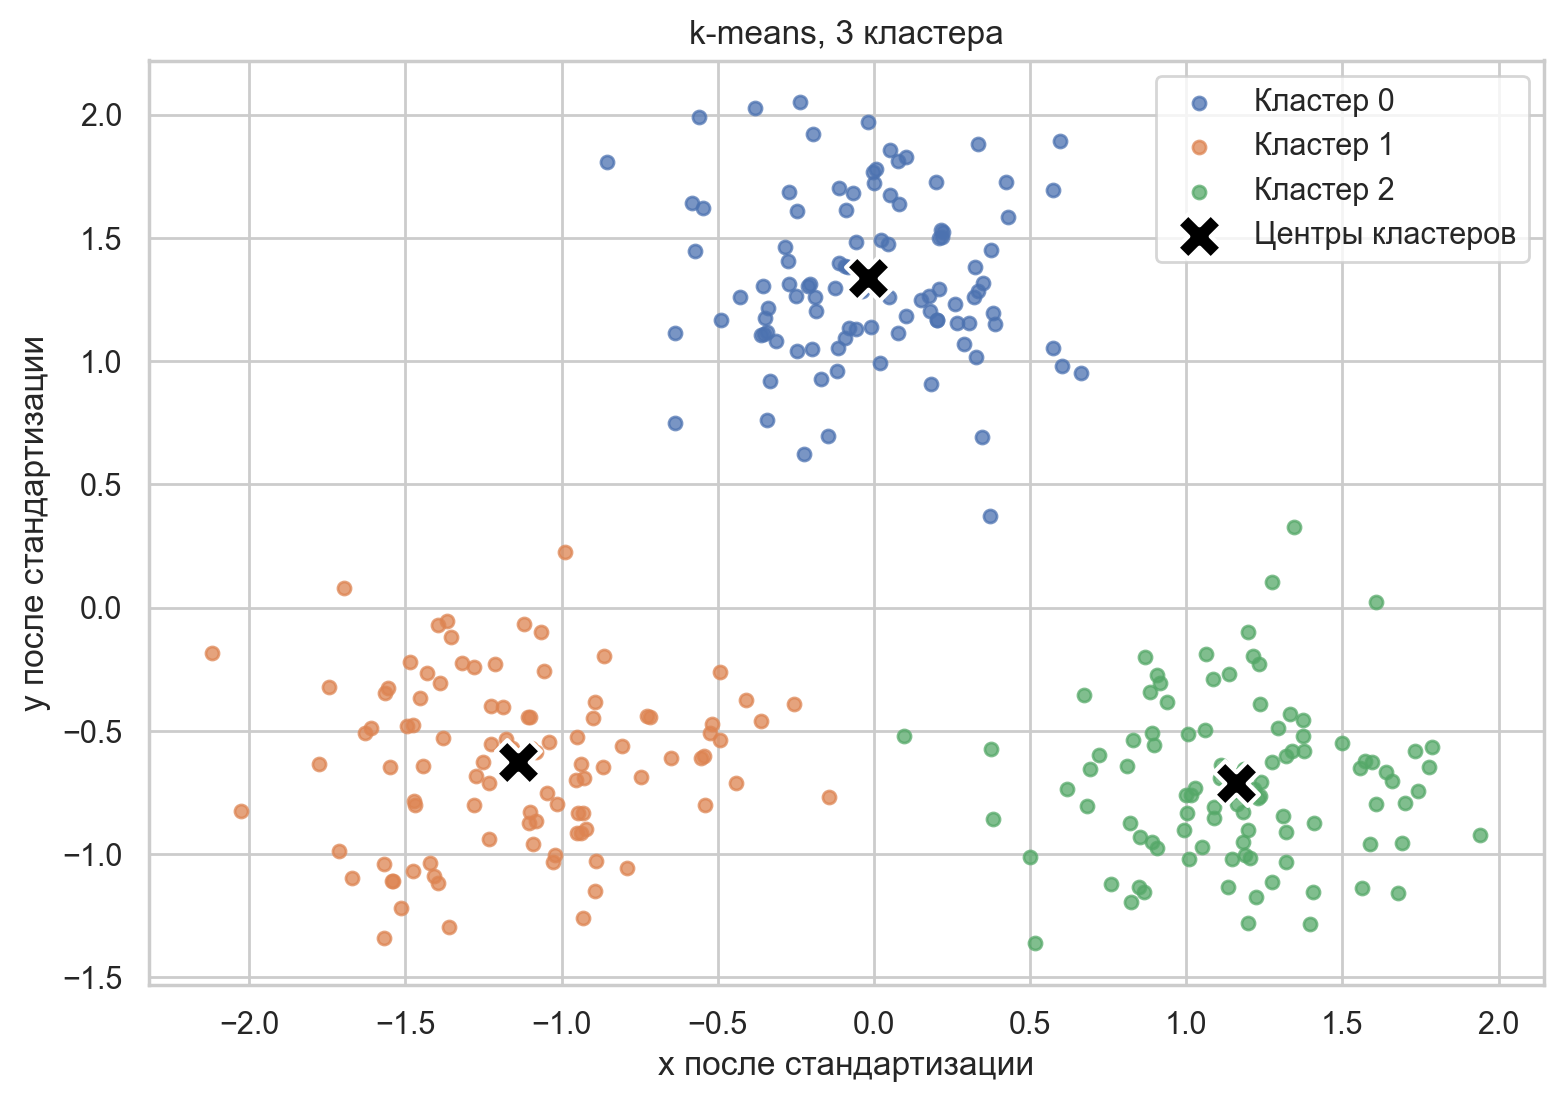 k-means, 3 кластера
Кластер 0
Кластер 1
Кластер 2
Центры кластеров
y после стандартизации
2.0
1.5
1.0
0.5
0.0
−0.5
−1.0
−1.5
−2.0 −1.5 −1.0 −0.5 0.0 0.5 1.0 1.5 2.0
x после стандартизации